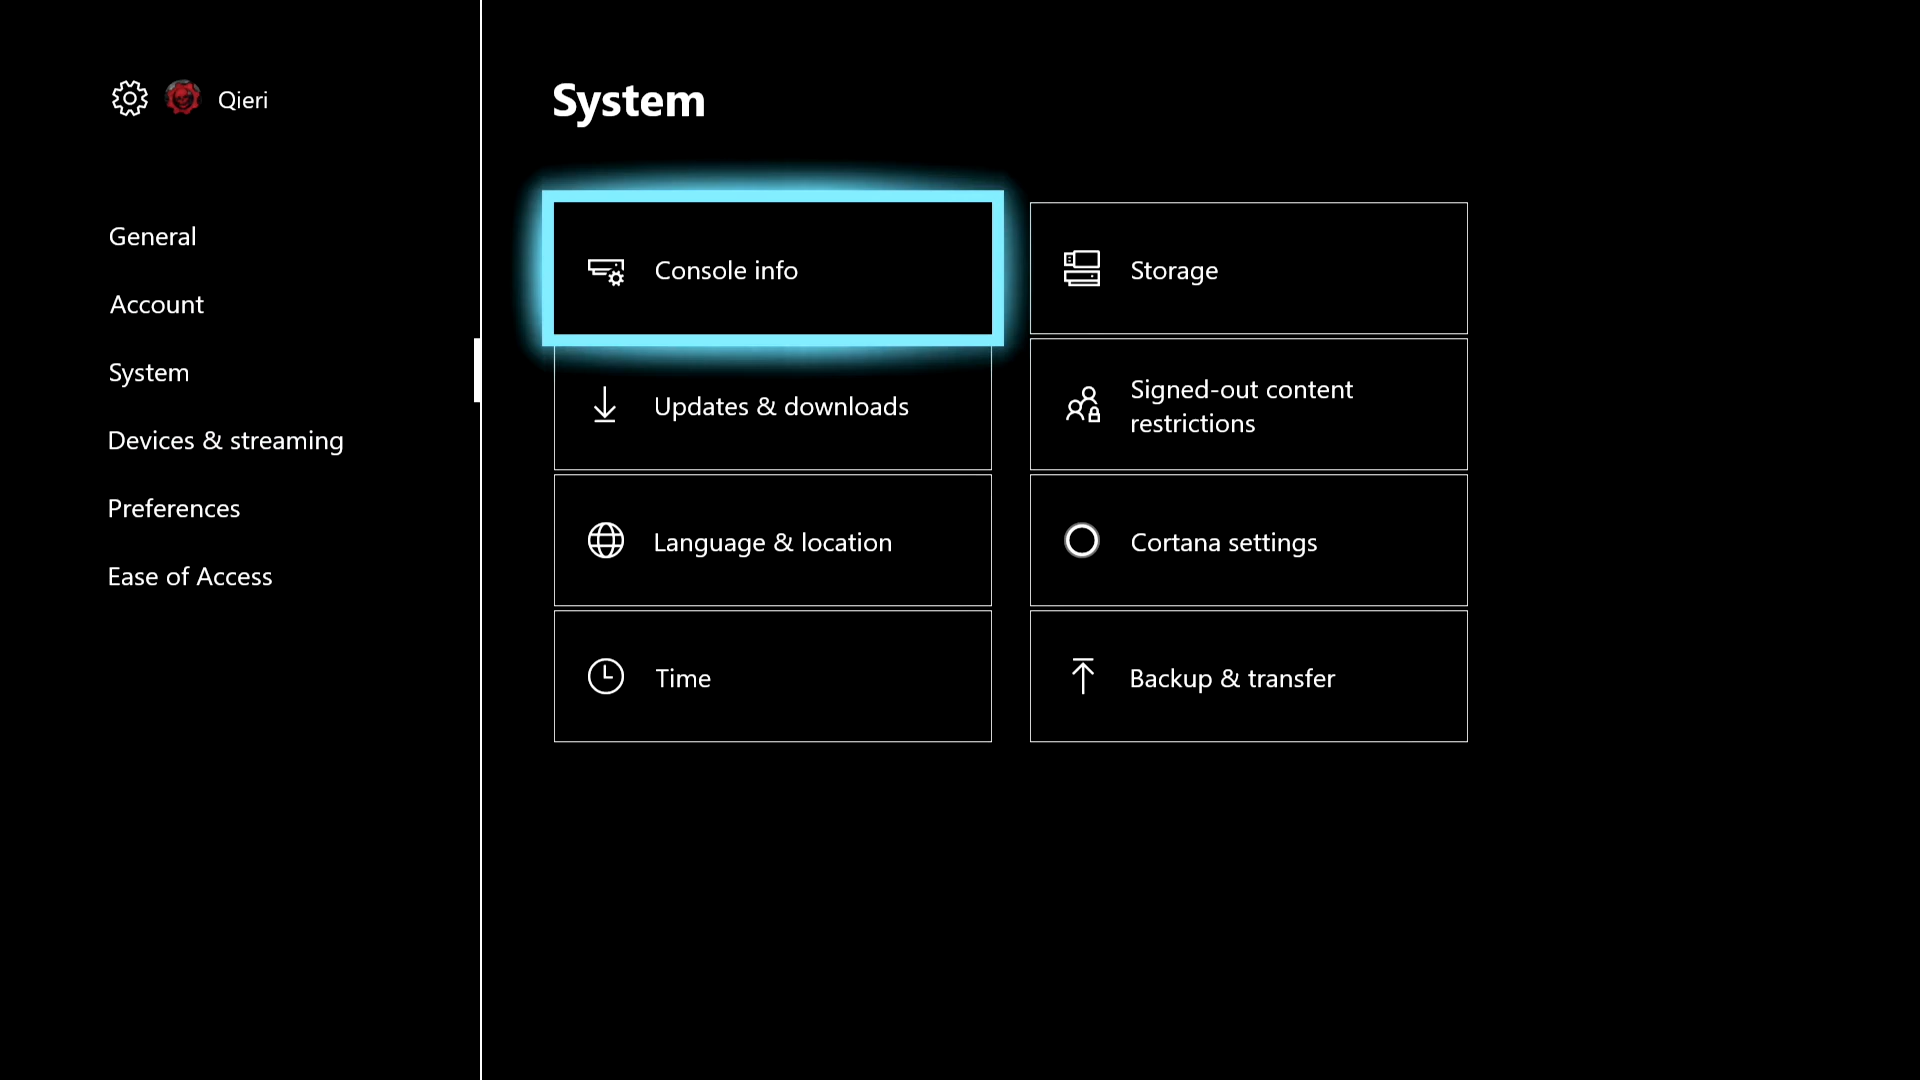 Qieri
General
Account
System
Devices & streaming
Preferences
Ease of Access
System
Console info
Storage
Updates & downloads
Signed-out content
restrictions
Language & location
Cortana settings
Time
Backup & transfer